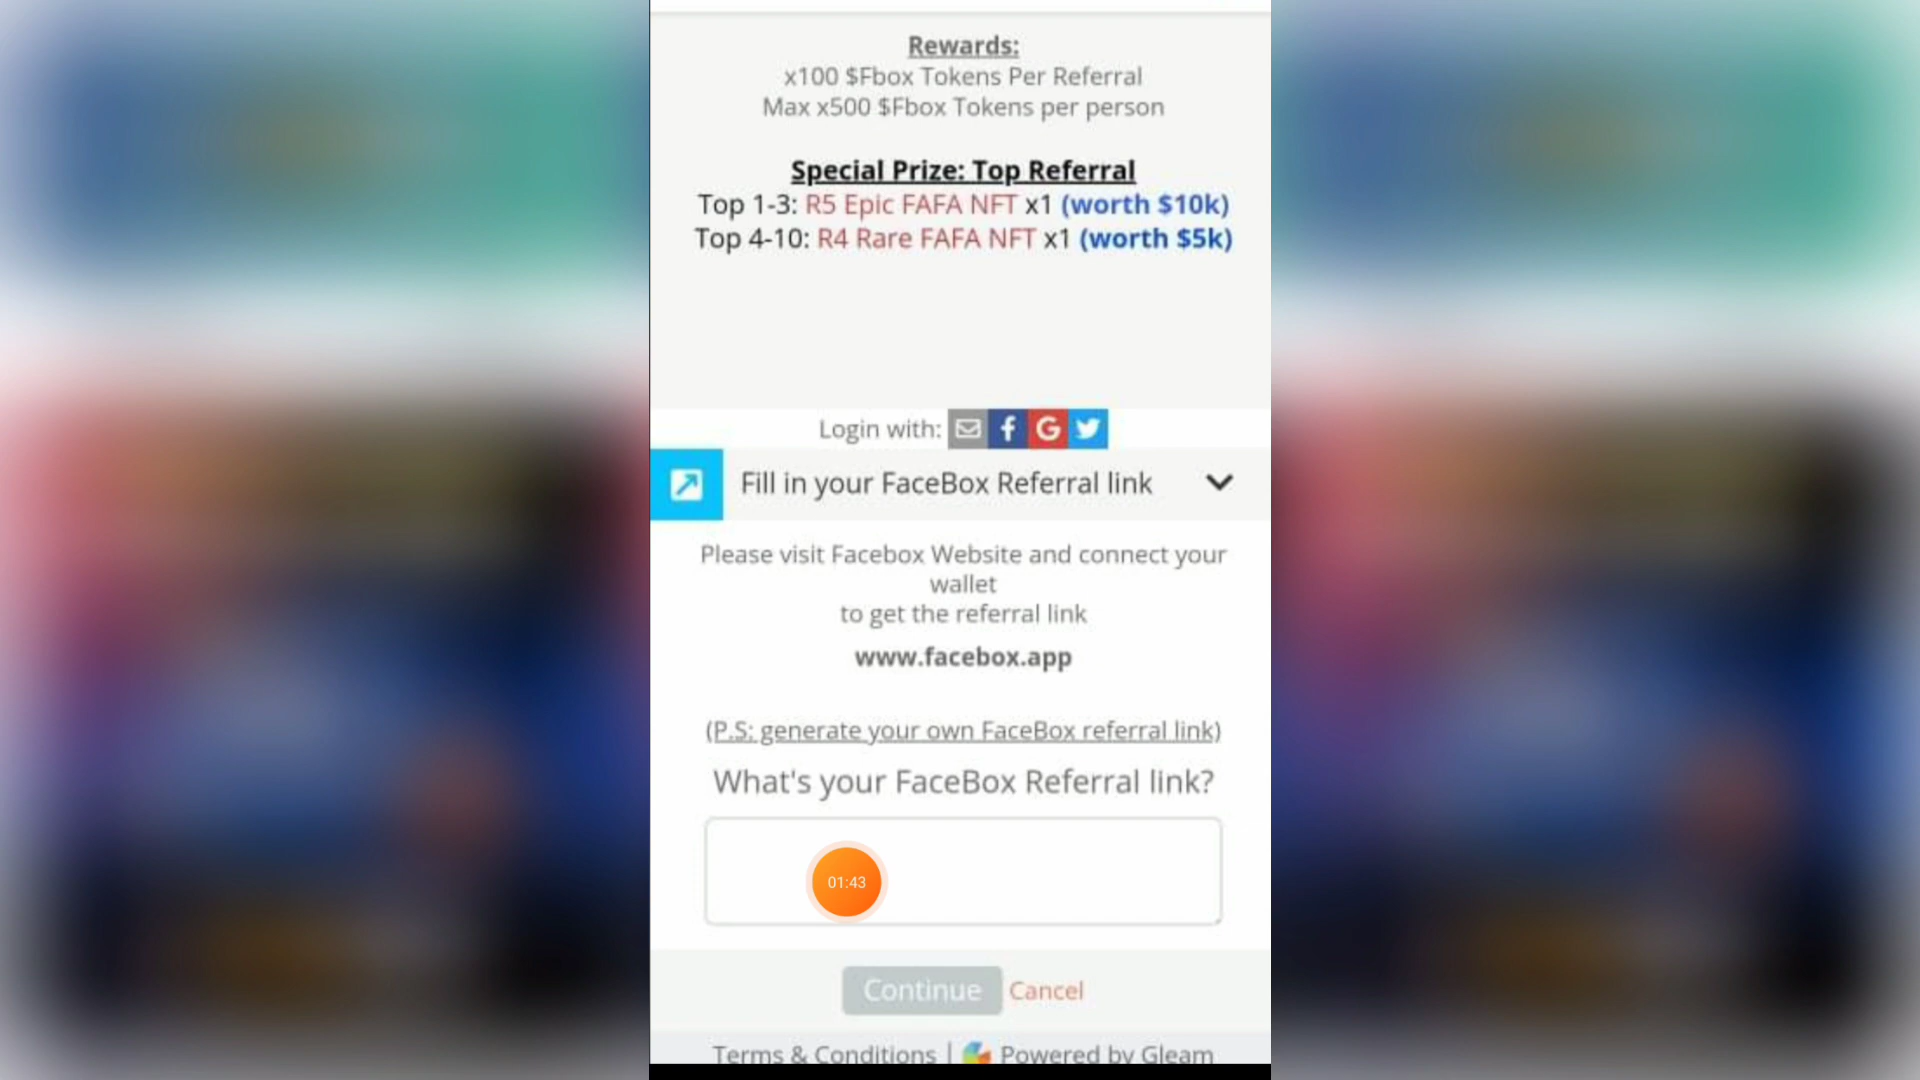 Rewards:
x100 $Fbox Tokens Per Referral
Max x500 $Fbox Tokens per person
Special Prize: Top Referral
Top 1-3: R5 Epic FAFA NFT x1 (worth $10k)
Top 4-10: R4 Rare FAFA NFT x1 (worth $5k)
Login with:
Fill in your FaceBox Referral link
Please visit Facebox Website and connect your
wallet
to get the referral link
www.facebox.app
(P.S: generate your own FaceBox referral link)
What's your FaceBox Referral link?
01:43
Continue Cancel
Terms & Conditions | Powered by Gleam